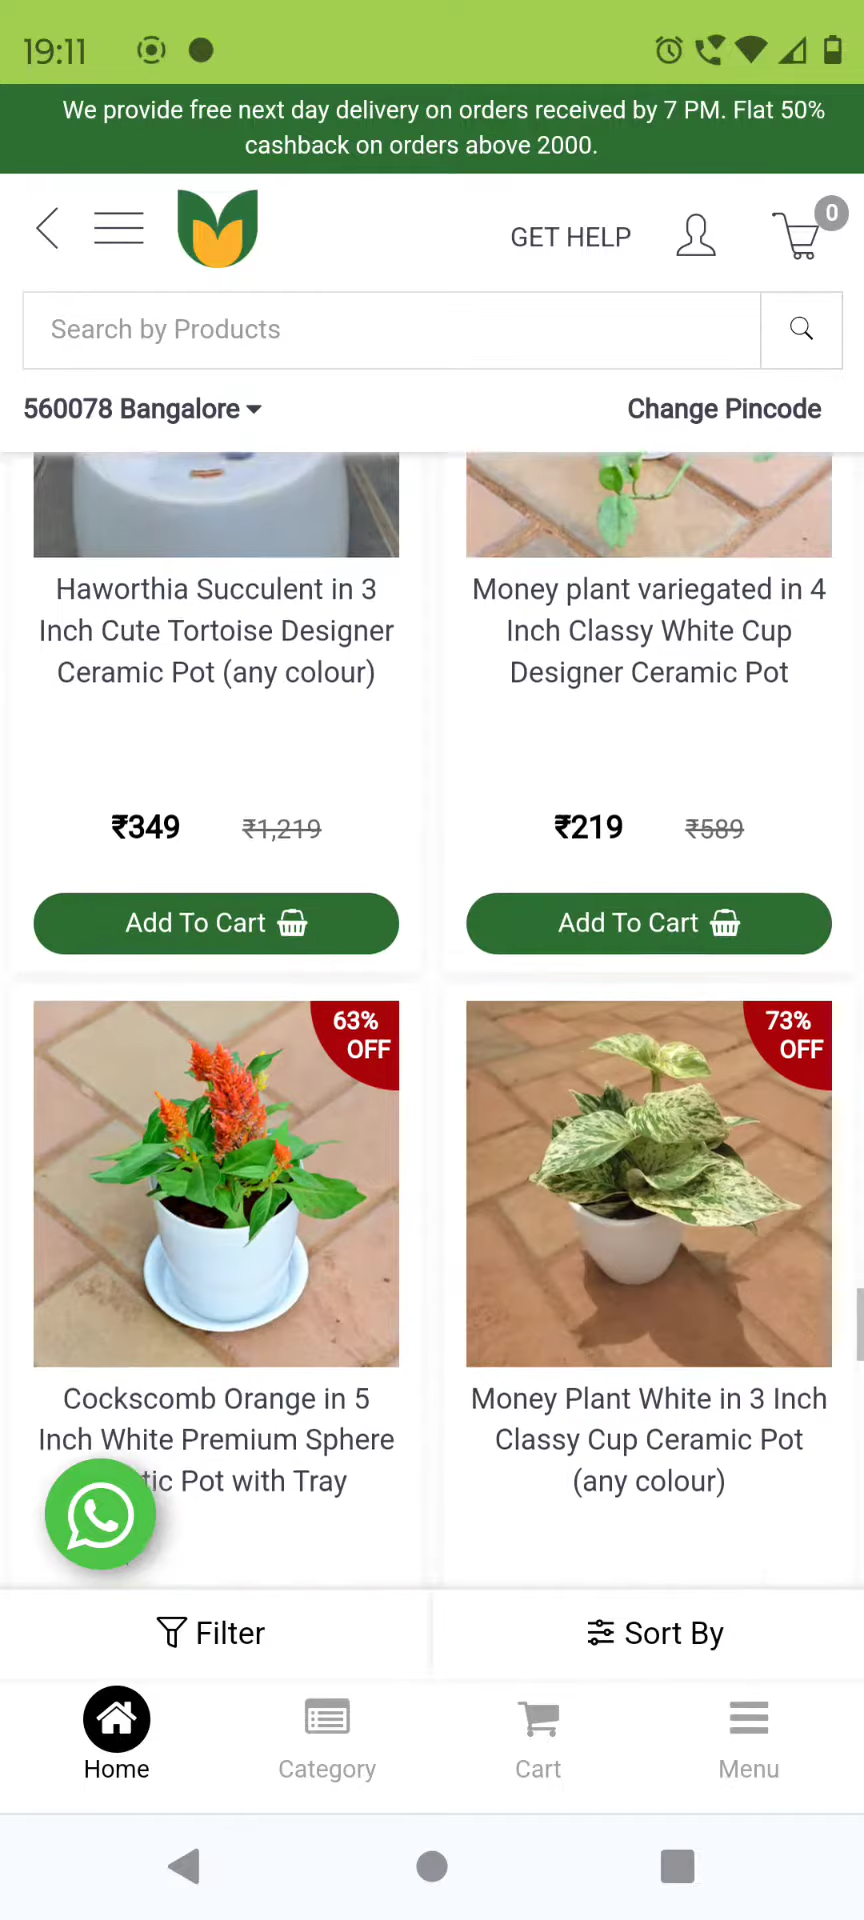 19:11
We provide free next day delivery on orders received by 7 PM. Flat 50%
cashback on orders above 2000.
GET HELP
0
Search by Products
560078 Bangalore
Change Pincode
Haworthia Succulent in 3
Inch Cute Tortoise Designer
Ceramic Pot (any colour)
₹349 ₹1,219
Add To Cart
Money plant variegated in 4
Inch Classy White Cup
Designer Ceramic Pot
₹219 ₹589
Add To Cart
63%
OFF
Cockscomb Orange in 5
Inch White Premium Sphere
tic Pot with Tray
73%
OFF
Money Plant White in 3 Inch
Classy Cup Ceramic Pot
(any colour)
Filter
Sort By
Home
Category
Cart
Menu